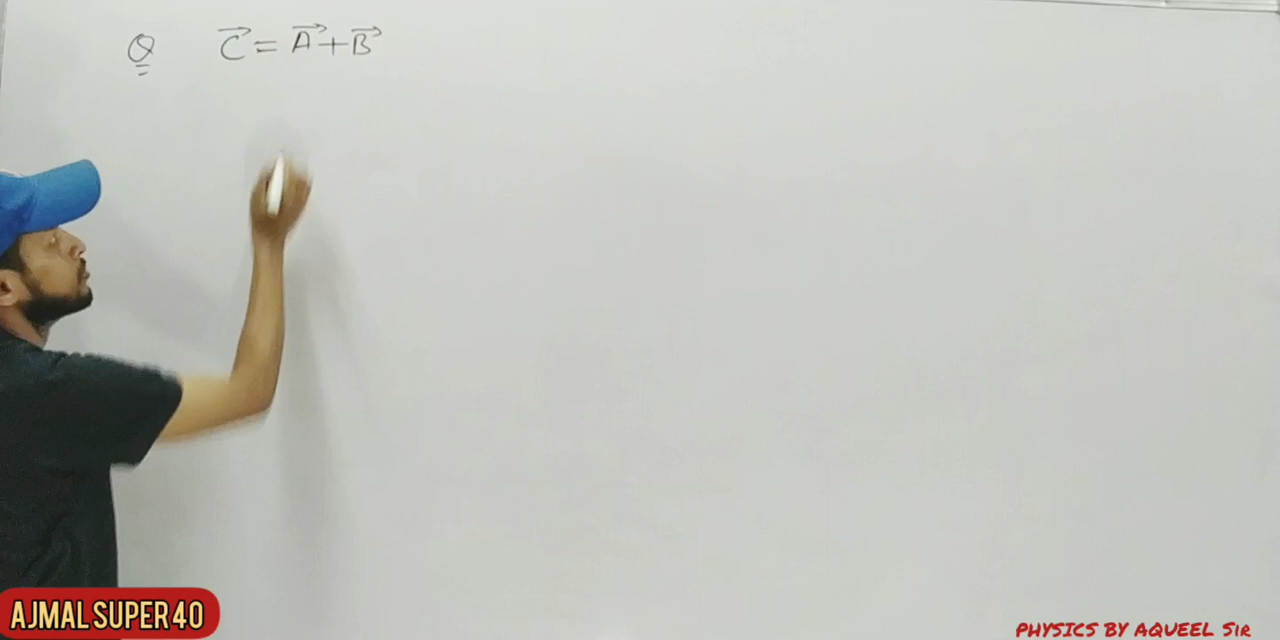 Q C⃗ = A⃗ + B⃗
AJMAL SUPER 40
PHYSICS BY AQUEEL Sir